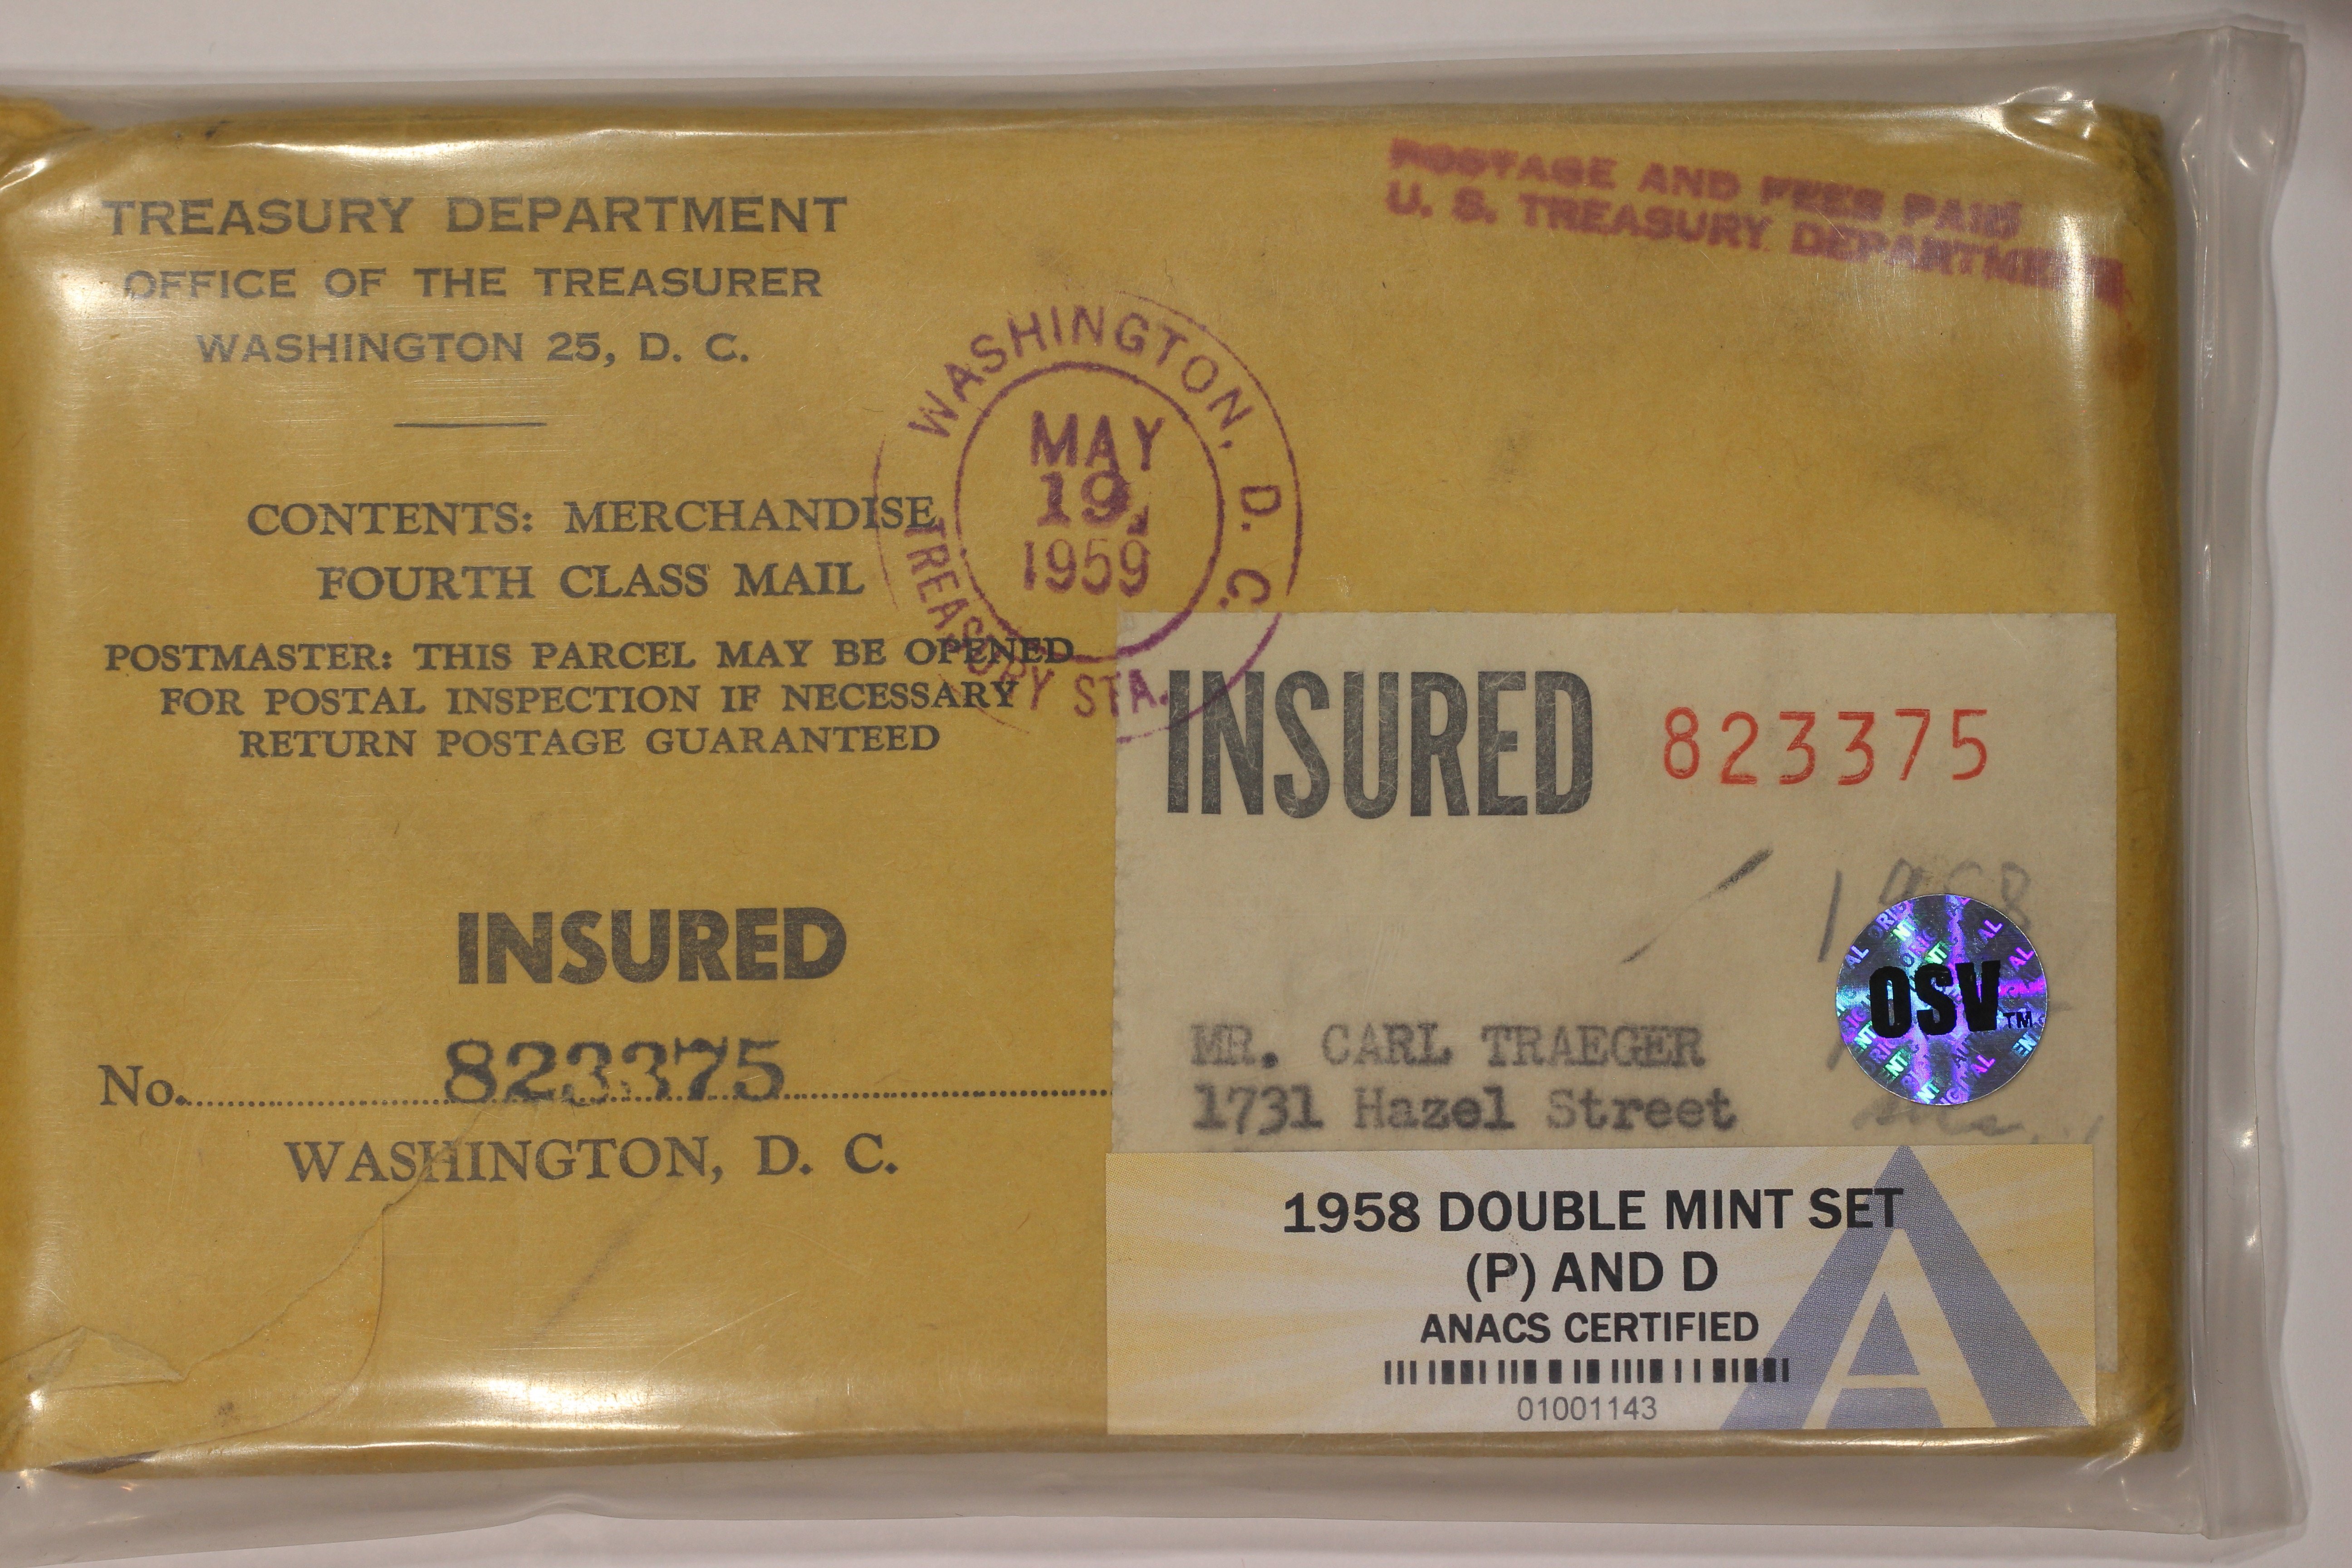 TREASURY DEPARTMENT
OFFICE OF THE TREASURER
WASHINGTON 25, D. C.
POSTAGE AND FEES PAID
U. S. TREASURY DEPARTMENT
WASHINGTON, D. C.
MAY
19,
1959
TREASURY STA.
CONTENTS: MERCHANDISE
FOURTH CLASS MAIL
POSTMASTER: THIS PARCEL MAY BE OPENED
FOR POSTAL INSPECTION IF NECESSARY
RETURN POSTAGE GUARANTEED
INSURED
No. 823375
WASHINGTON, D. C.
INSURED 823375
1958
OSV™
MR. CARL TRAEGER
1731 Hazel Street
1958 DOUBLE MINT SET
(P) AND D
ANACS CERTIFIED
01001143